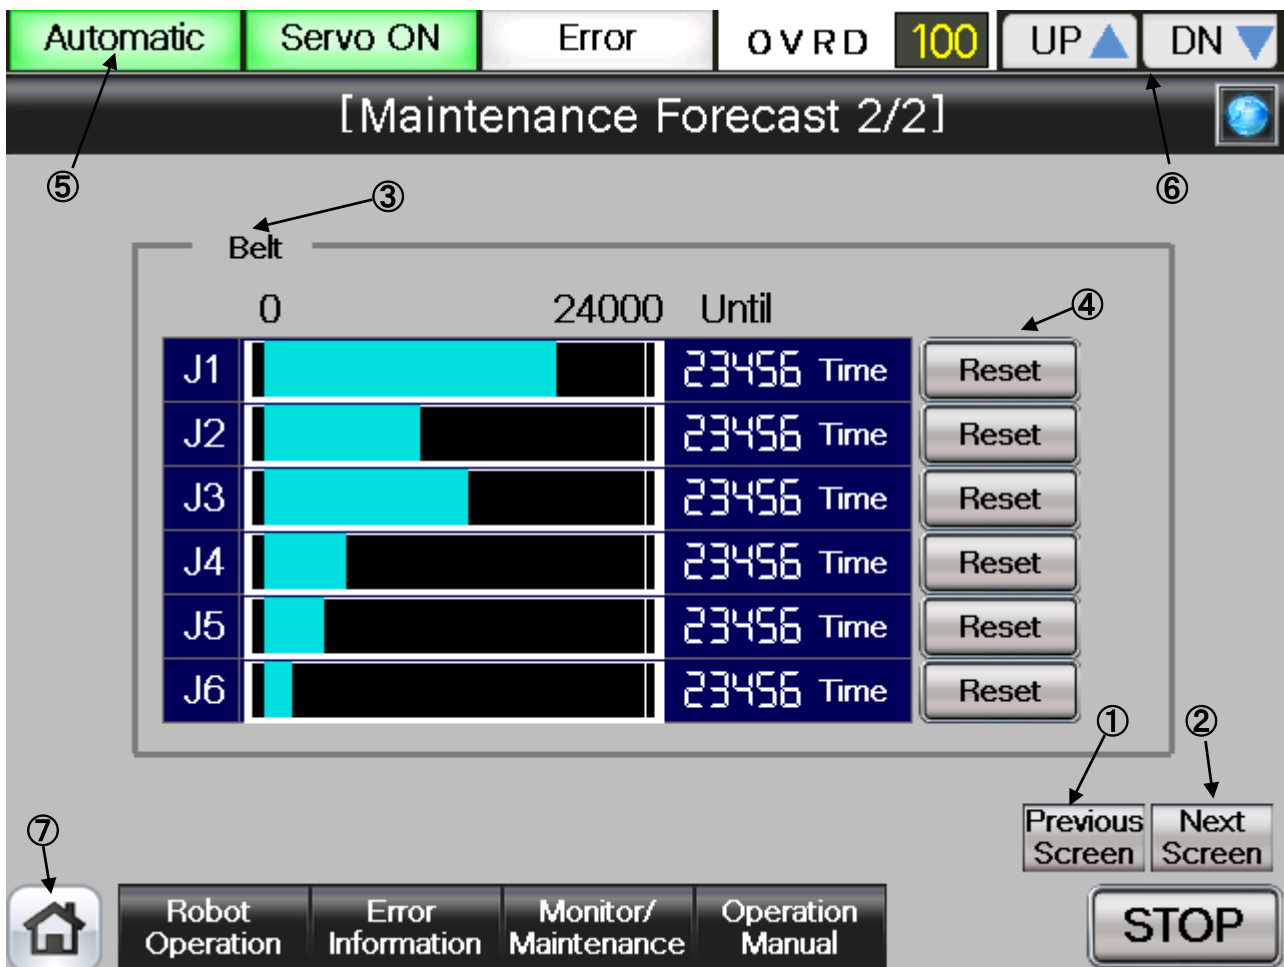 Automatic Servo ON Error OVRD 100 UP DN
[Maintenance Forecast 2/2]
⑤ ③ ⑥
Belt
0 24000 Until ④
J1 23456 Time Reset
J2 23456 Time Reset
J3 23456 Time Reset
J4 23456 Time Reset
J5 23456 Time Reset
J6 23456 Time Reset
① ②
Previous
Screen
Next
Screen
⑦
Robot
Operation
Error
Information
Monitor/
Maintenance
Operation
Manual
STOP